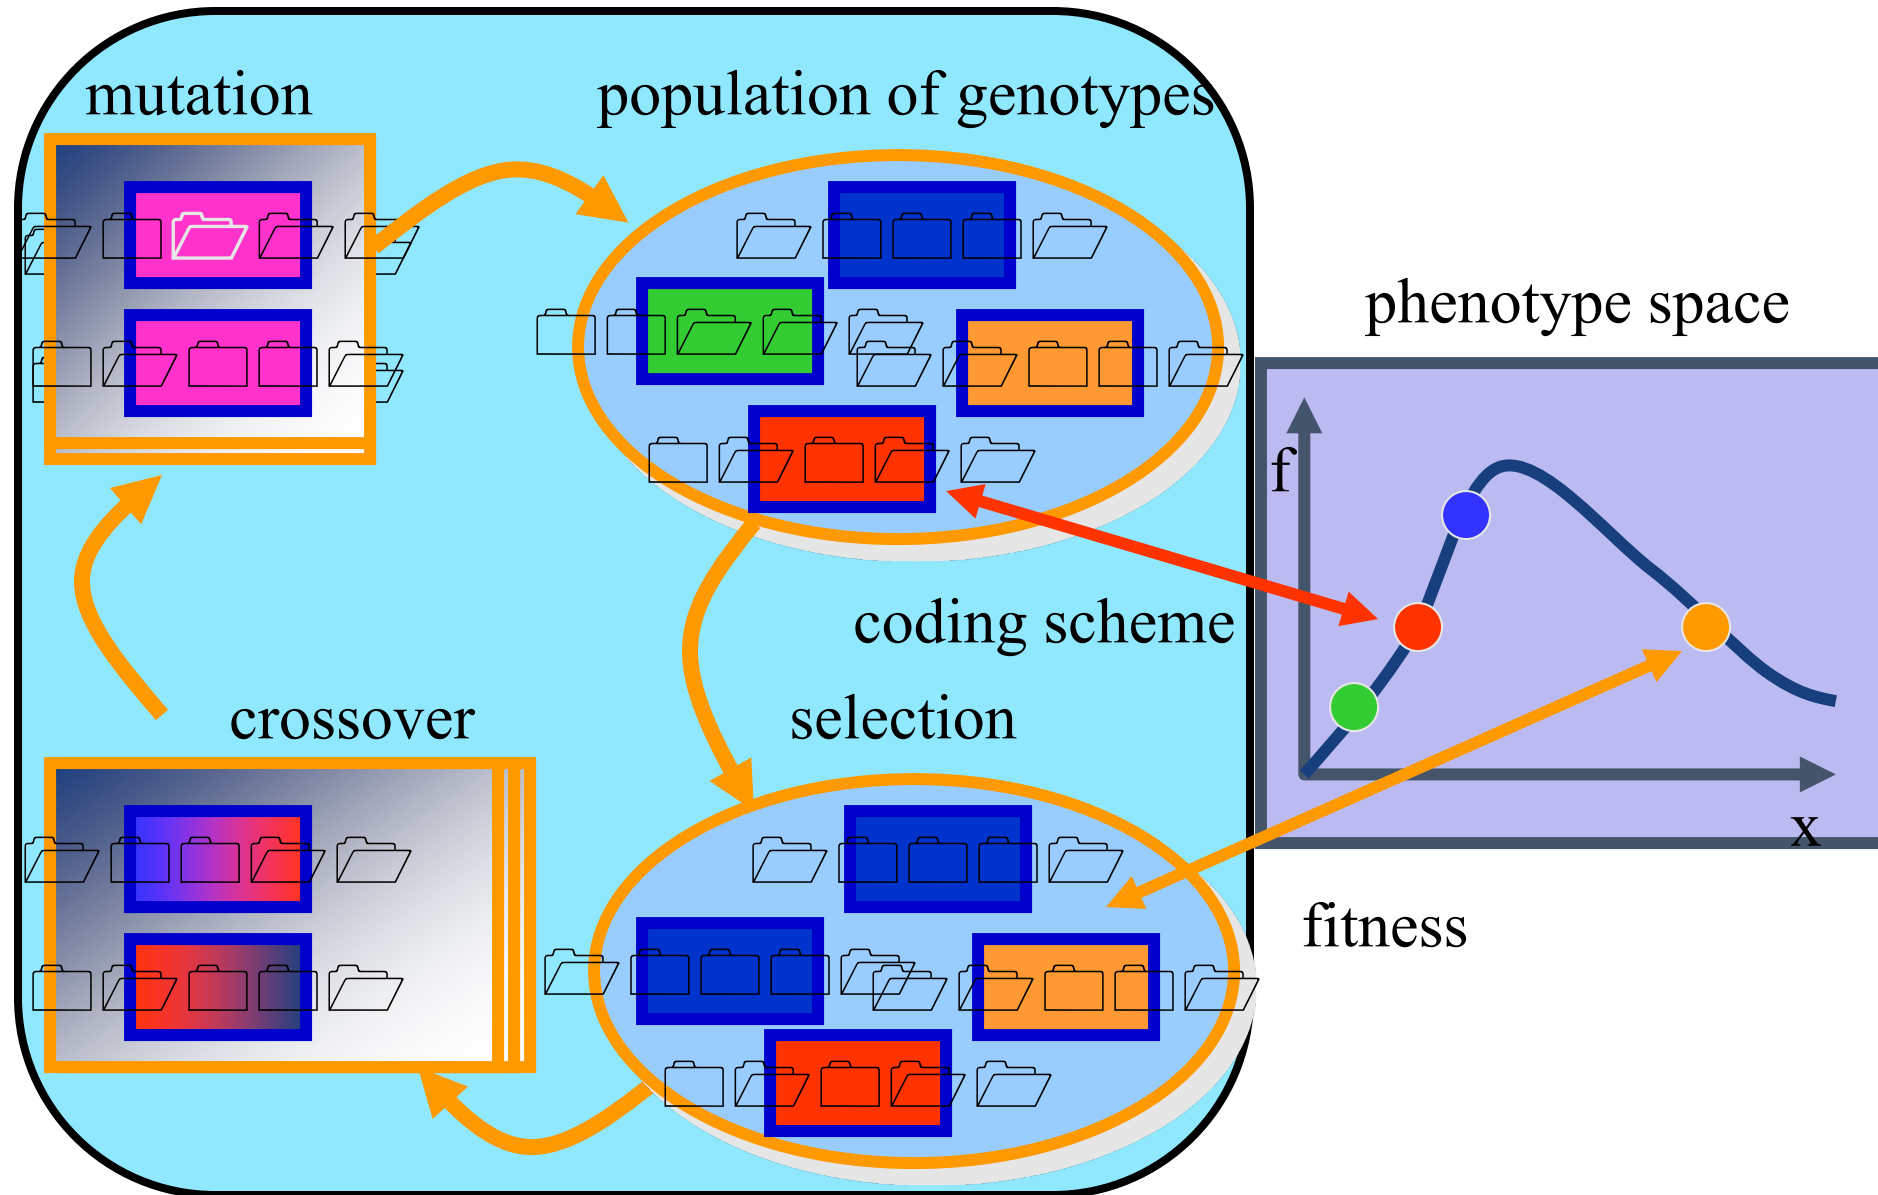 mutation
population of genotypes
phenotype space
f
coding scheme
crossover
selection
x
fitness